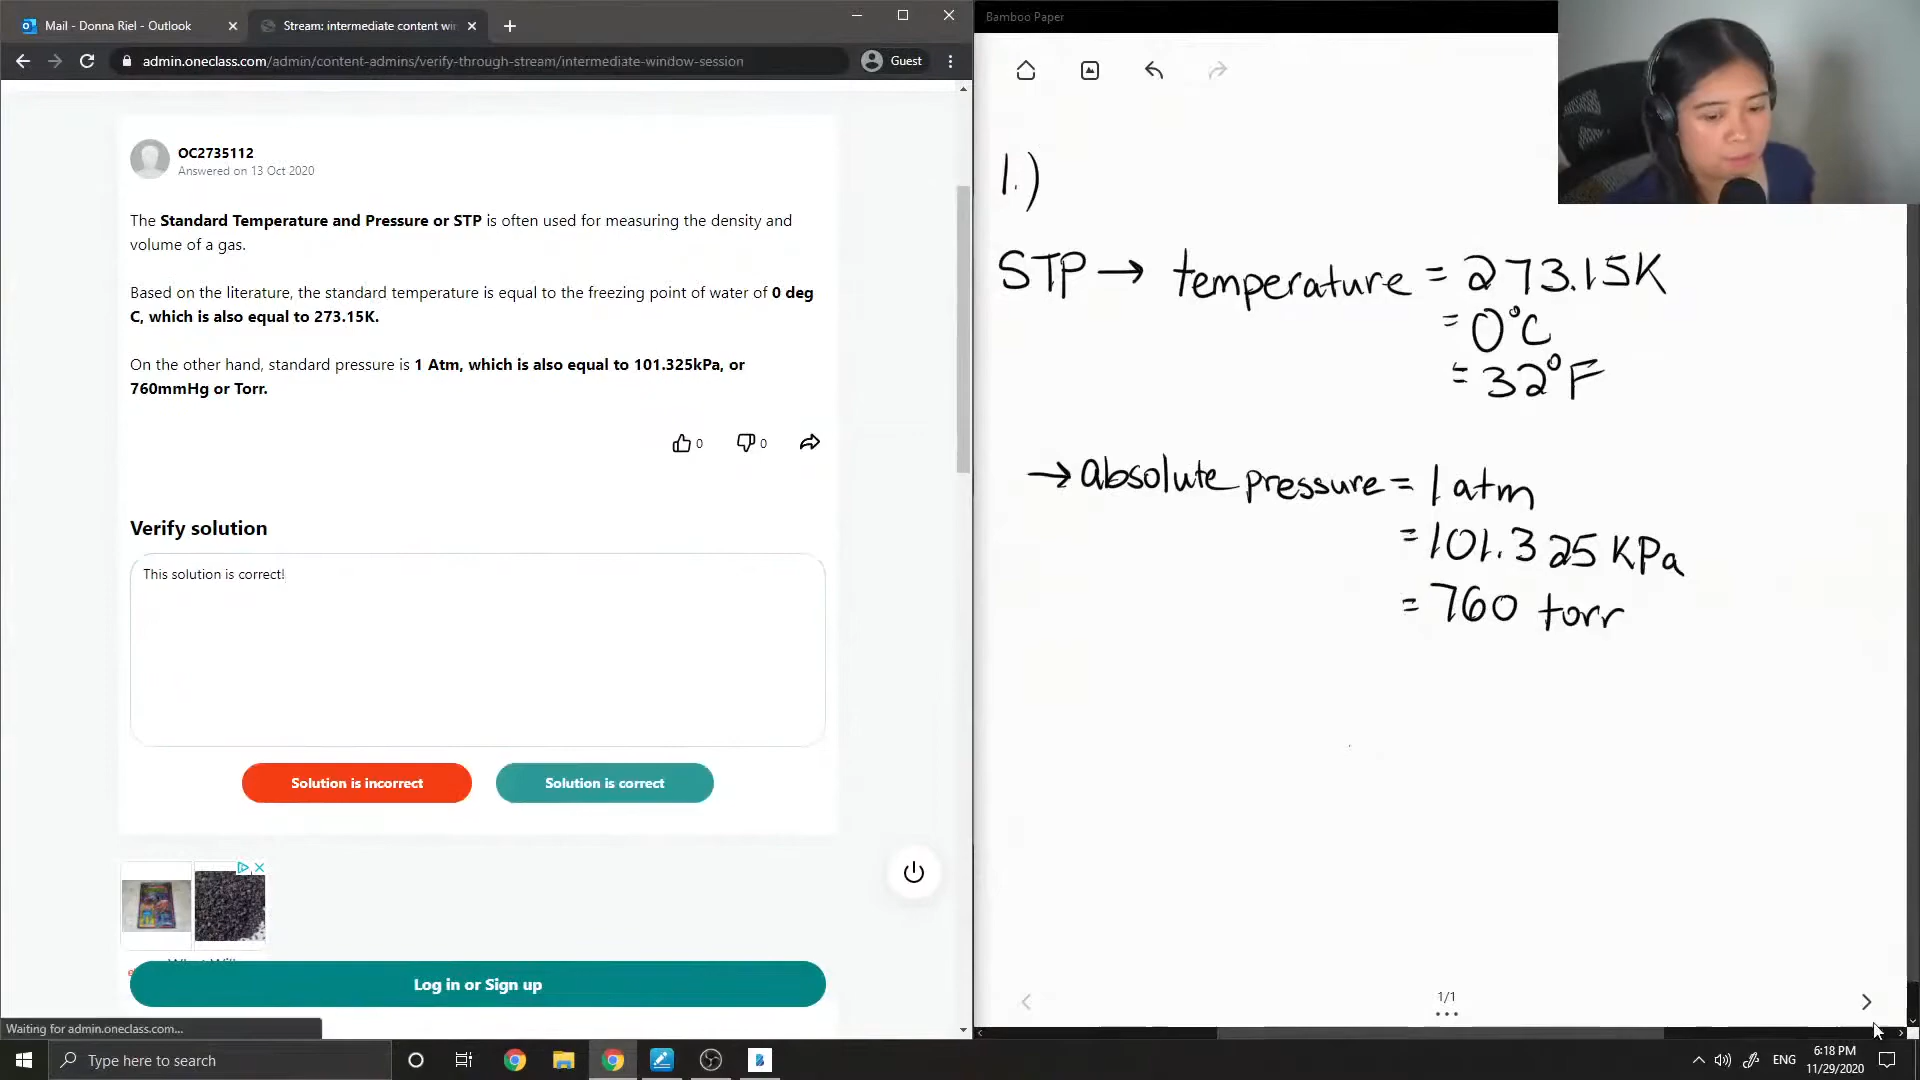 Mail - Donna Riel - Outlook
Stream: intermediate content wi
admin.oneclass.com/admin/content-admins/verify-through-stream/intermediate-window-session
Guest
OC2735112
Answered on 13 Oct 2020
The Standard Temperature and Pressure or STP is often used for measuring the density and
volume of a gas.
Based on the literature, the standard temperature is equal to the freezing point of water of 0 deg
C, which is also equal to 273.15K.
On the other hand, standard pressure is 1 Atm, which is also equal to 101.325kPa, or
760mmHg or Torr.
0
0
Verify solution
This solution is correct!
Solution is incorrect
Solution is correct
Log in or Sign up
Waiting for admin.oneclass.com...
Bamboo Paper
1.)
STP → temperature = 273.15K
= 0°C
= 32°F
→ absolute pressure = 1 atm
= 101.325 KPa
= 760 torr
1/1
Type here to search
ENG
6:18 PM
11/29/2020